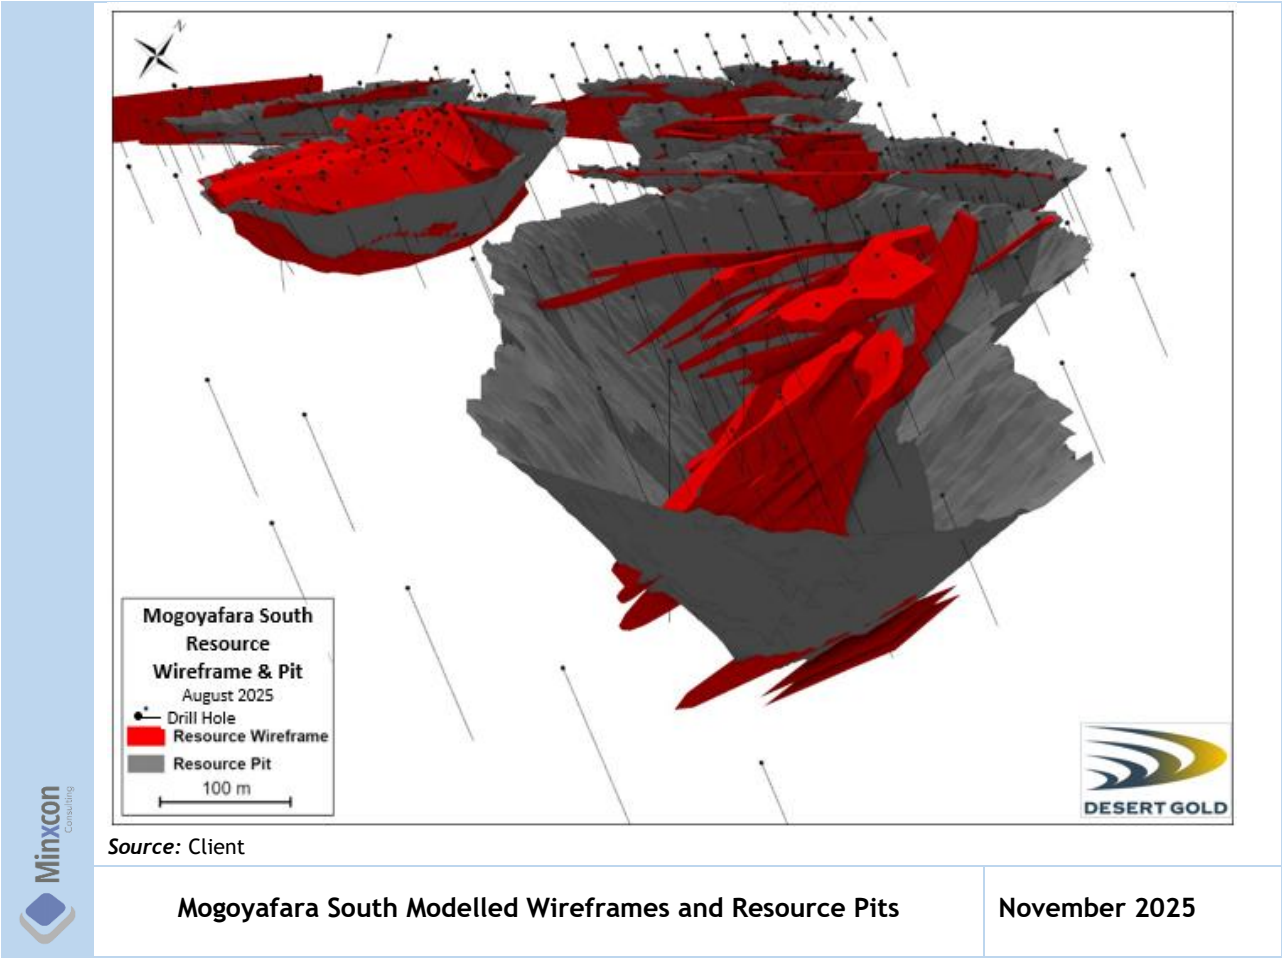 N
Mogoyafara South
Resource
Wireframe & Pit
August 2025
Drill Hole
Resource Wireframe
Resource Pit
100 m
DESERT GOLD
Minxcon
Consulting
Source: Client
Mogoyafara South Modelled Wireframes and Resource Pits
November 2025